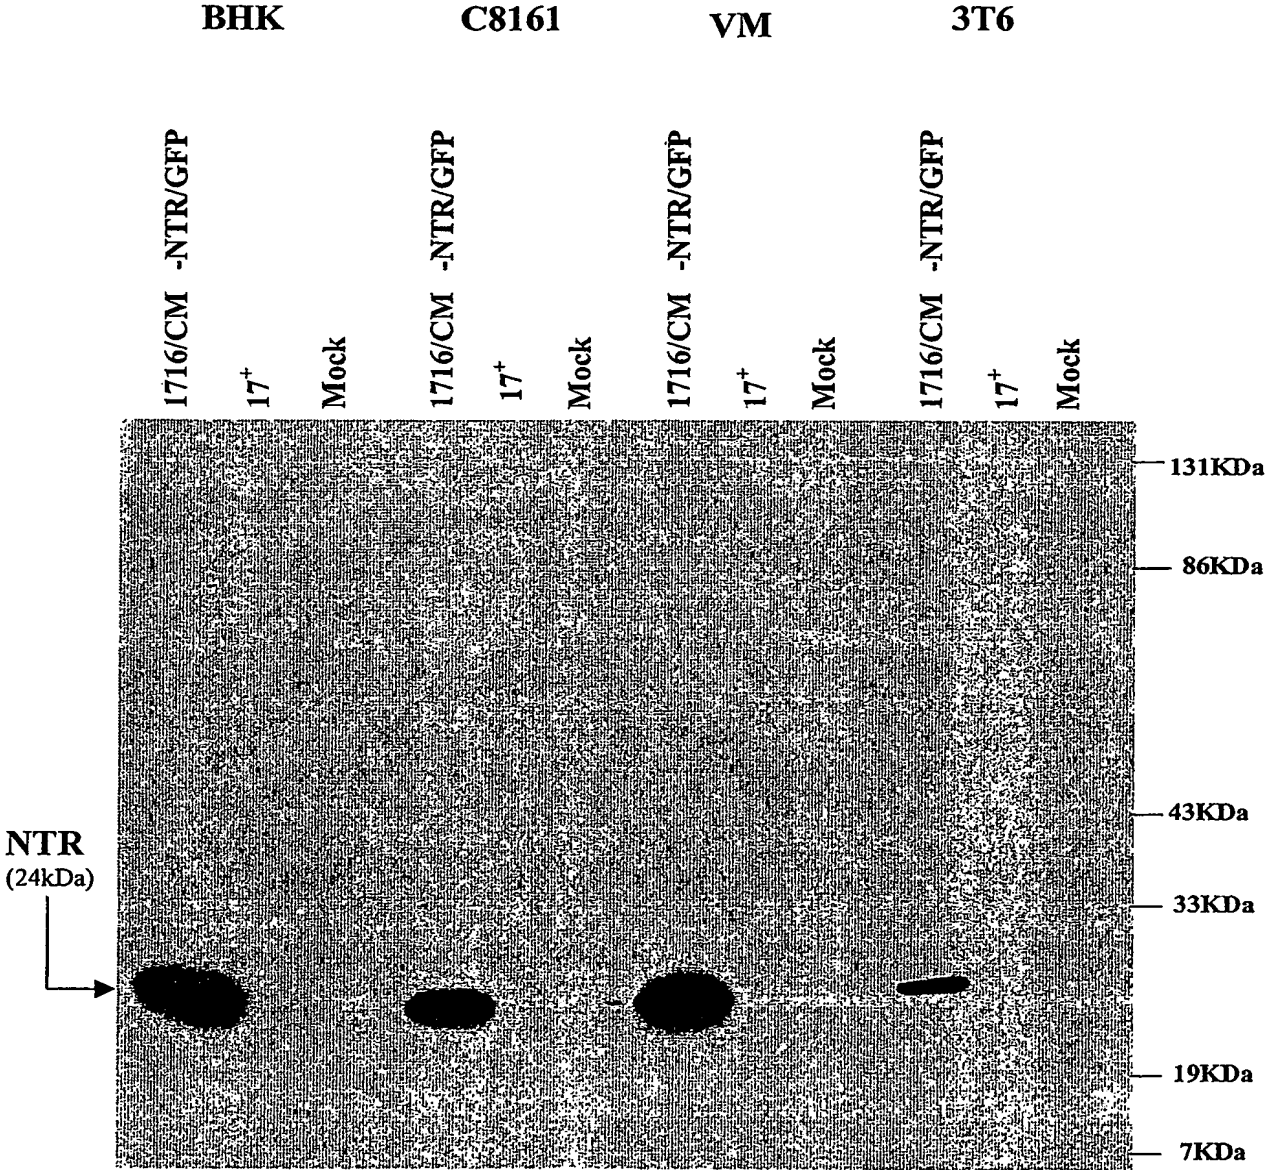 BHK C8161 VM 3T6
1716/CM -NTR/GFP
17+
Mock
1716/CM -NTR/GFP
17+
Mock
1716/CM -NTR/GFP
17+
Mock
1716/CM -NTR/GFP
17+
Mock
131KDa
86KDa
43KDa
33KDa
19KDa
7KDa
NTR
(24kDa)